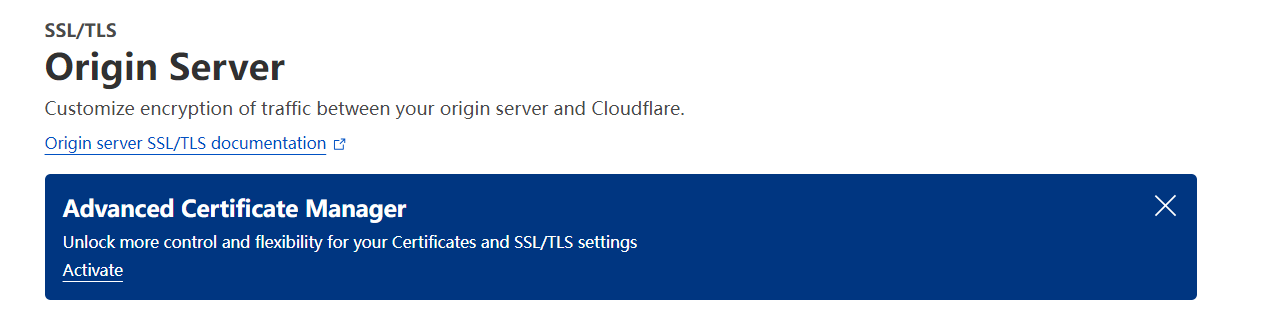 SSL/TLS
Origin Server
Customize encryption of traffic between your origin server and Cloudflare.
Origin server SSL/TLS documentation
Advanced Certificate Manager
Unlock more control and flexibility for your Certificates and SSL/TLS settings
Activate